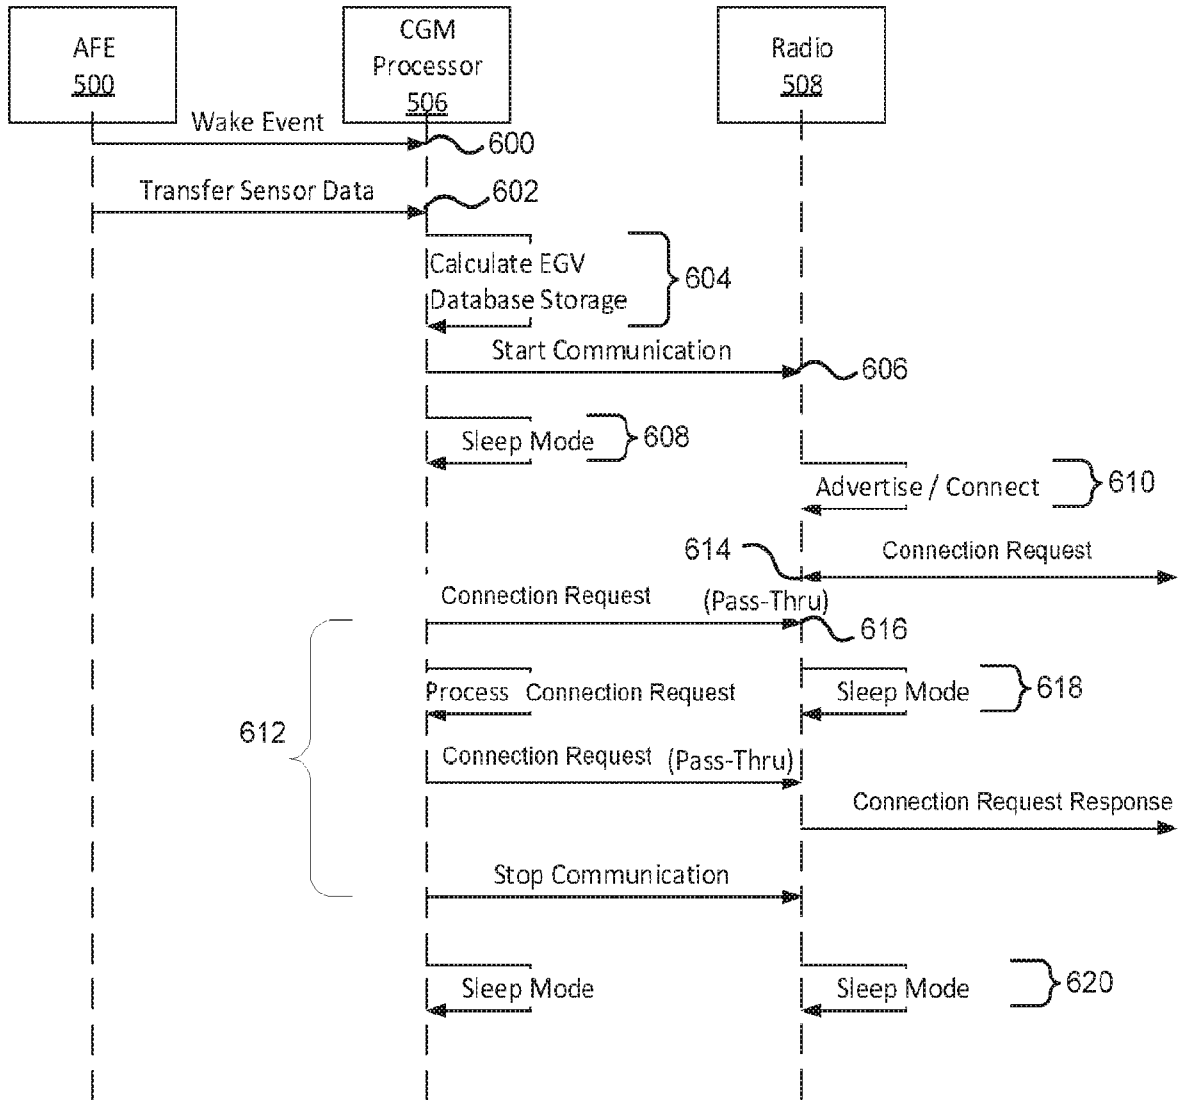 AFE
500
CGM
Processor
506
Radio
508
Wake Event
600
Transfer Sensor Data
602
Calculate EGV
Database Storage
604
Start Communication
606
Sleep Mode
608
Advertise / Connect
610
614
Connection Request
Connection Request (Pass-Thru)
616
612
Process Connection Request
Sleep Mode
618
Connection Request (Pass-Thru)
Connection Request Response
Stop Communication
Sleep Mode
Sleep Mode
620